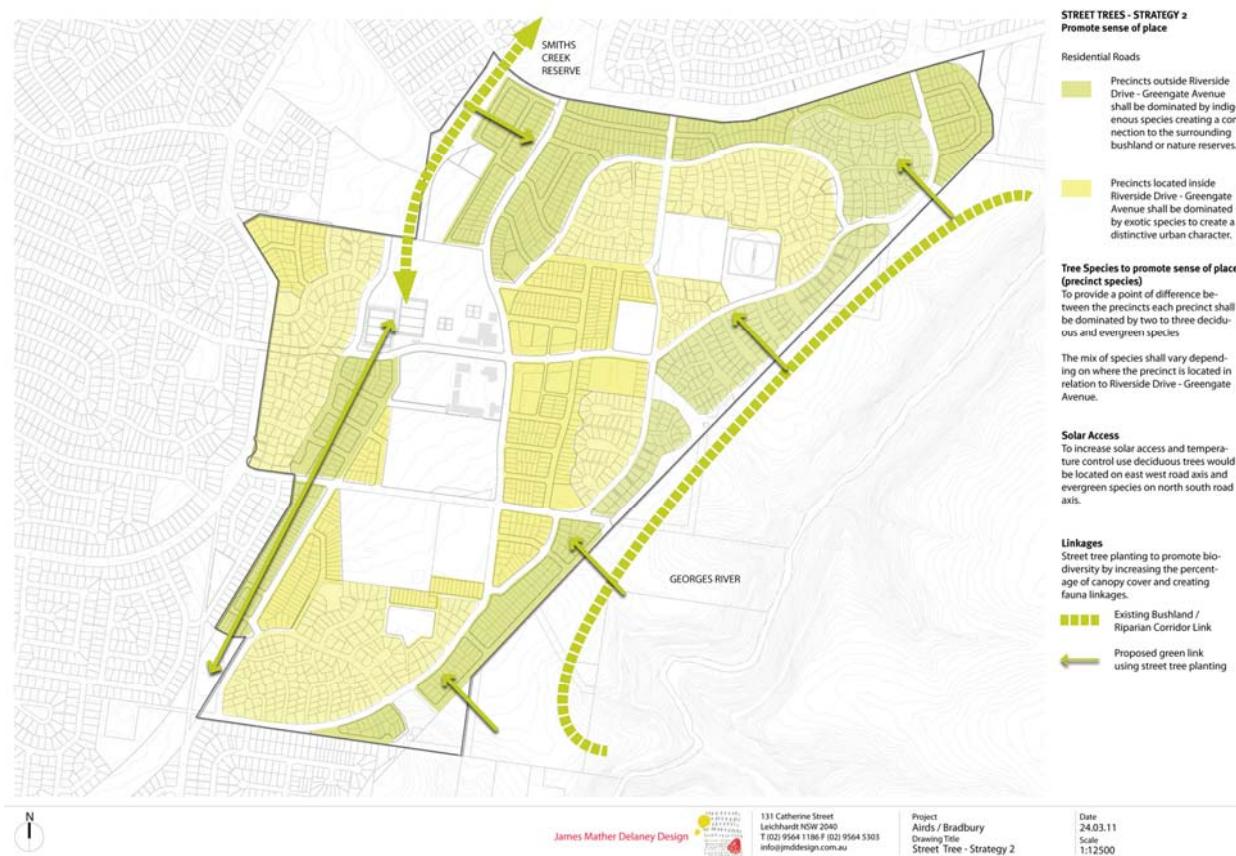 SMITHS
CREEK
RESERVE
GEORGES RIVER
STREET TREES - STRATEGY 2
Promote sense of place
Residential Roads
Precincts outside Riverside
Drive - Greengate Avenue
shall be dominated by indig-
enous species creating a con
nection to the surrounding
bushland or nature reserves.
Precincts located inside
Riverside Drive - Greengate
Avenue shall be dominated
by exotic species to create a
distinctive urban character.
Tree Species to promote sense of place
(precinct species)
To provide a point of difference be-
tween the precincts each precinct shall
be dominated by two to three decidu-
ous and evergreen species
The mix of species shall vary depend-
ing on where the precinct is located in
relation to Riverside Drive - Greengate
Avenue.
Solar Access
To increase solar access and tempera-
ture control use deciduous trees would
be located on east west road axis and
evergreen species on north south road
axis.
Linkages
Street tree planting to promote bio-
diversity by increasing the percent-
age of canopy cover and creating
fauna linkages.
Existing Bushland /
Riparian Corridor Link
Proposed green link
using street tree planting
N
James Mather Delaney Design
131 Catherine Street
Leichhardt NSW 2040
T (02) 9564 1186 F (02) 9564 5303
info@jmddesign.com.au
Project
Airds / Bradbury
Drawing Title
Street Tree - Strategy 2
Date
24.03.11
Scale
1:12500